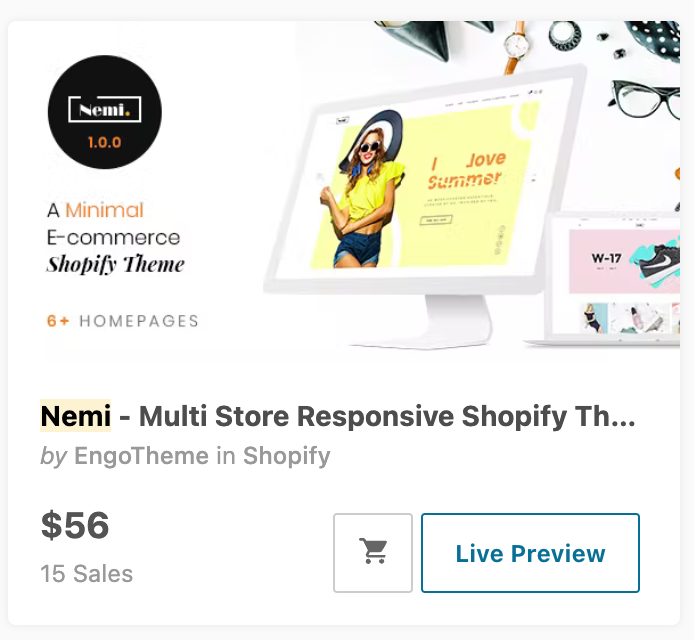 Nemi.
1.0.0
A Minimal
E-commerce
Shopify Theme
6+ HOMEPAGES
I Love
Summer
W-17
Nemi - Multi Store Responsive Shopify Th...
by EngoTheme in Shopify
$56
15 Sales
Live Preview